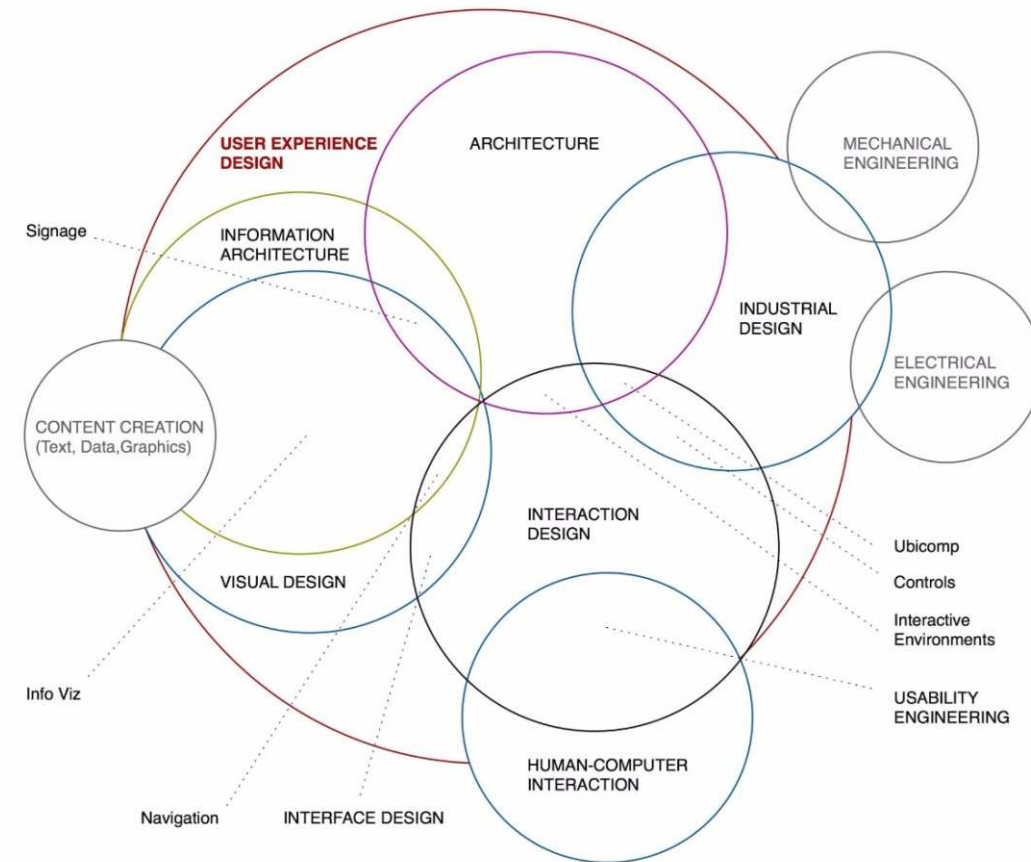 USER EXPERIENCE
DESIGN
ARCHITECTURE
MECHANICAL
ENGINEERING
Signage
INFORMATION
ARCHITECTURE
INDUSTRIAL
DESIGN
ELECTRICAL
ENGINEERING
CONTENT CREATION
(Text, Data,Graphics)
INTERACTION
DESIGN
VISUAL DESIGN
Ubicomp
Controls
Interactive
Environments
Info Viz
USABILITY
ENGINEERING
HUMAN-COMPUTER
INTERACTION
Navigation
INTERFACE DESIGN